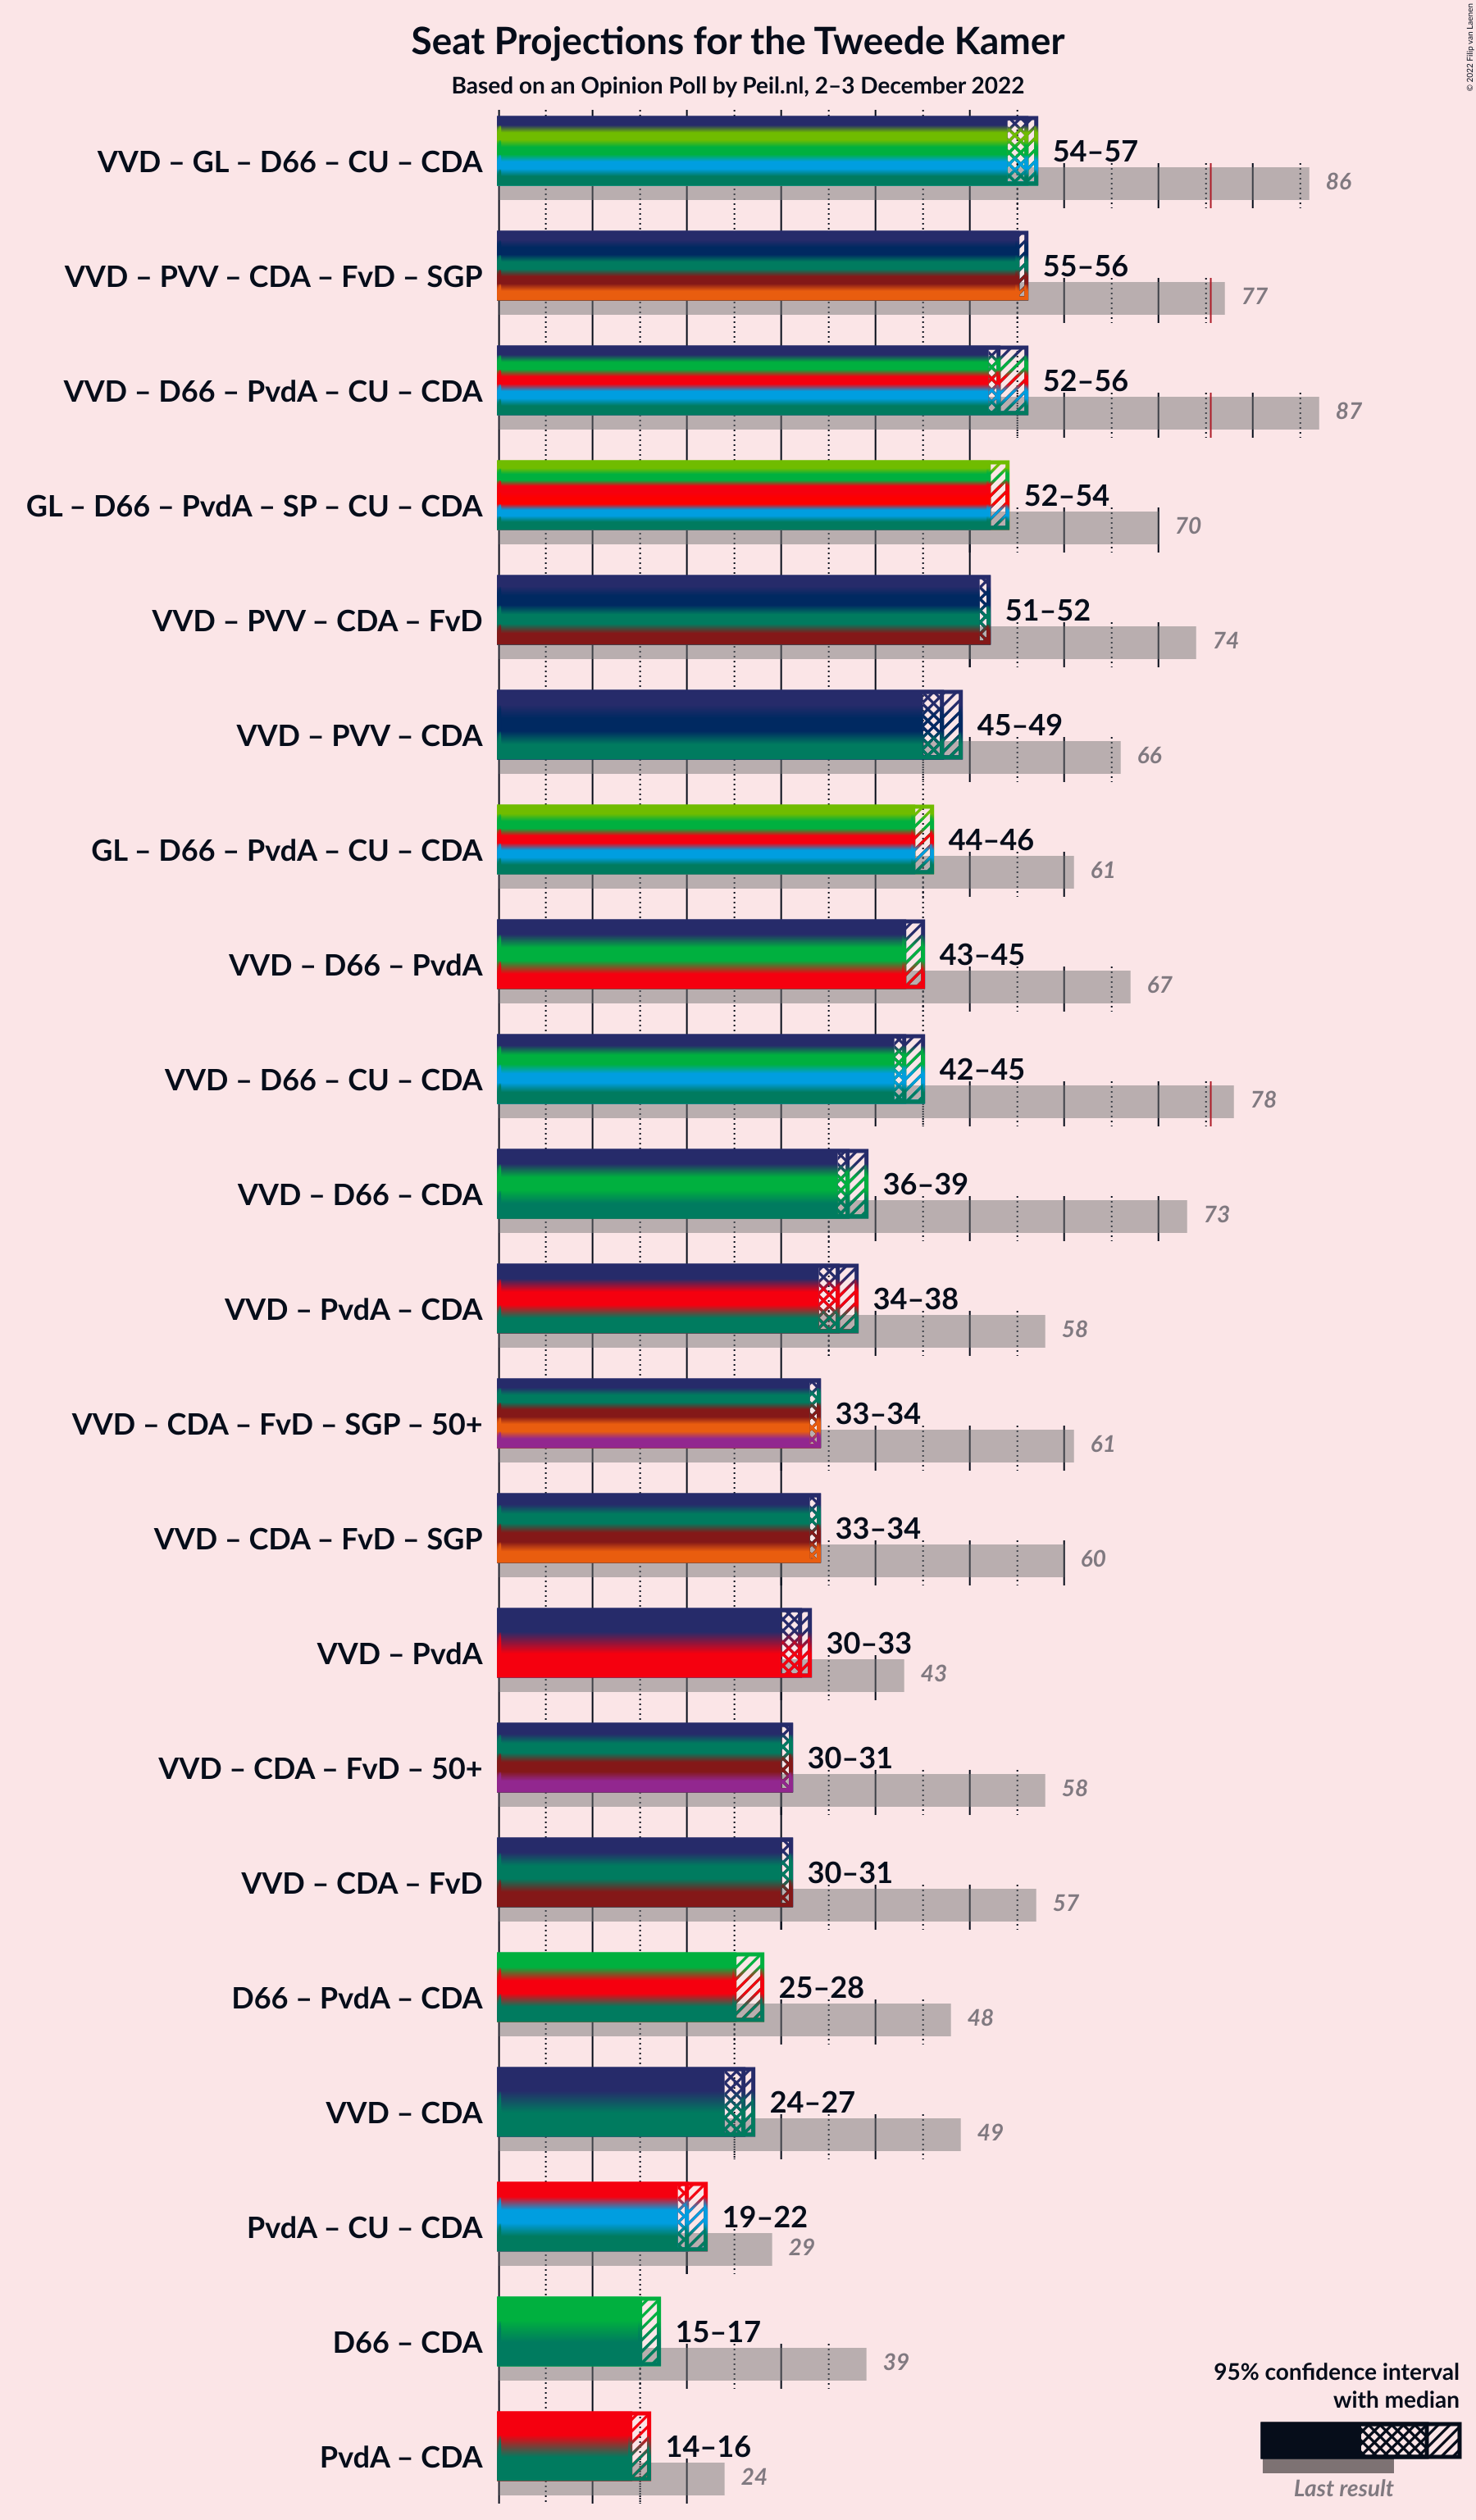 Seat Projections for the Tweede Kamer
Based on an Opinion Poll by Peil.nl, 2–3 December 2022
© 2022 Filip van Laenen
VVD – GL – D66 – CU – CDA
54–57
86
VVD – PVV – CDA – FvD – SGP
55–56
77
VVD – D66 – PvdA – CU – CDA
52–56
87
GL – D66 – PvdA – SP – CU – CDA
52–54
70
VVD – PVV – CDA – FvD
51–52
74
VVD – PVV – CDA
45–49
66
GL – D66 – PvdA – CU – CDA
44–46
61
VVD – D66 – PvdA
43–45
67
VVD – D66 – CU – CDA
42–45
78
VVD – D66 – CDA
36–39
73
VVD – PvdA – CDA
34–38
58
VVD – CDA – FvD – SGP – 50+
33–34
61
VVD – CDA – FvD – SGP
33–34
60
VVD – PvdA
30–33
43
VVD – CDA – FvD – 50+
30–31
58
VVD – CDA – FvD
30–31
57
D66 – PvdA – CDA
25–28
48
VVD – CDA
24–27
49
PvdA – CU – CDA
19–22
29
D66 – CDA
15–17
39
PvdA – CDA
14–16
24
95% confidence interval
with median
Last result